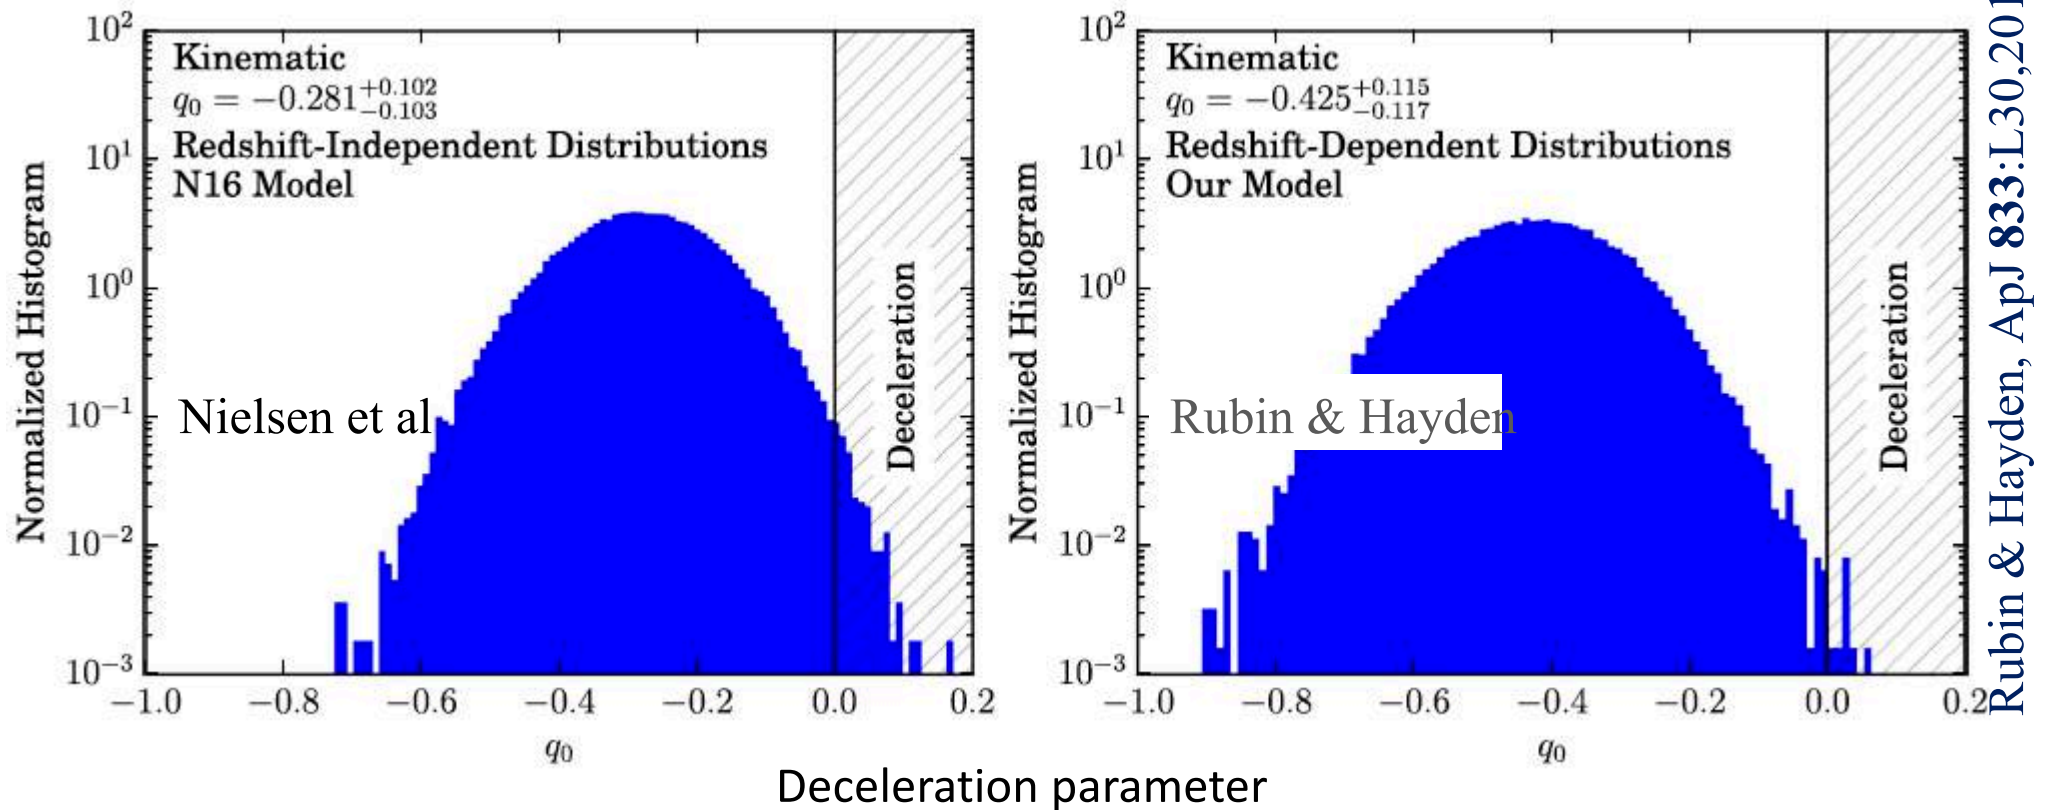 Kinematic
q₀ = −0.281 +0.102 −0.103
Redshift-Independent Distributions
N16 Model
Nielsen et al
Deceleration
Normalized Histogram
10²
10¹
10⁰
10⁻¹
10⁻²
10⁻³
−1.0 −0.8 −0.6 −0.4 −0.2 0.0 0.2
q₀
Kinematic
q₀ = −0.425 +0.115 −0.117
Redshift-Dependent Distributions
Our Model
Rubin & Hayden
Deceleration
Normalized Histogram
10²
10¹
10⁰
10⁻¹
10⁻²
10⁻³
−1.0 −0.8 −0.6 −0.4 −0.2 0.0 0.2
q₀
Deceleration parameter
Rubin & Hayden, ApJ 833:L30,201